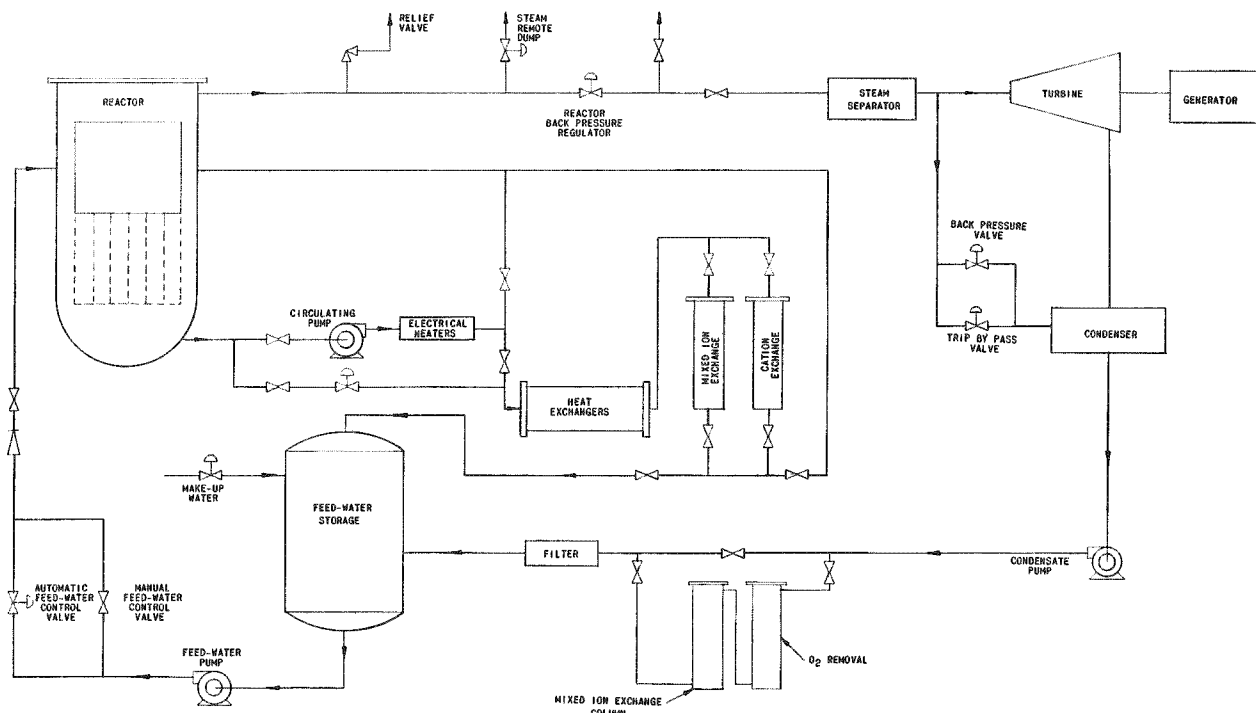 RELIEF
VALVE
STEAM
REMOTE
DUMP
REACTOR
REACTOR
BACK PRESSURE
REGULATOR
STEAM
SEPARATOR
TURBINE
GENERATOR
BACK PRESSURE
VALVE
TRIP BY PASS
VALVE
CONDENSER
CIRCULATING
PUMP
ELECTRICAL
HEATERS
MIXED ION
EXCHANGE
CATION
EXCHANGE
HEAT
EXCHANGERS
MAKE-UP
WATER
FEED-WATER
STORAGE
FILTER
CONDENSATE
PUMP
AUTOMATIC
FEED-WATER
CONTROL
VALVE
MANUAL
FEED-WATER
CONTROL
VALVE
FEED-WATER
PUMP
O2 REMOVAL
MIXED ION EXCHANGE
COLUMN